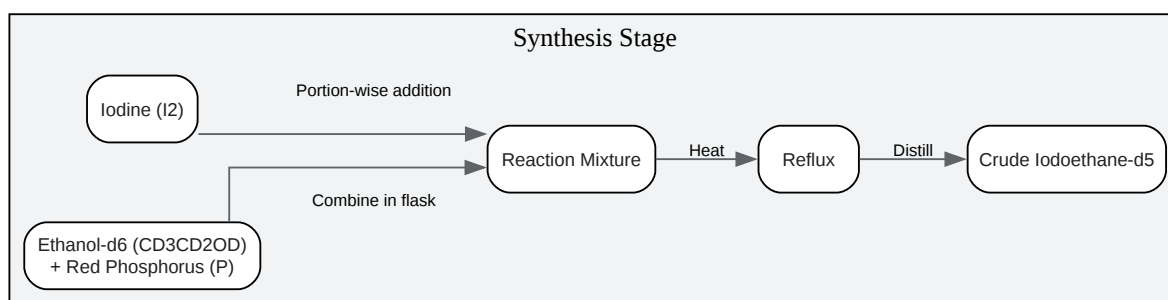 Synthesis Stage
Iodine (I2)
Portion-wise addition
Reaction Mixture
Heat
Reflux
Distill
Crude Iodoethane-d5
Combine in flask
Ethanol-d6 (CD3CD2OD)
+ Red Phosphorus (P)